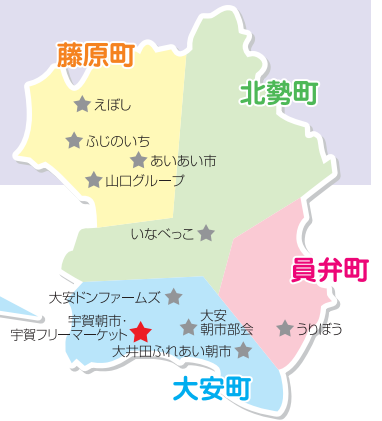 藤原町
北勢町
えぼし
ふじのいち
あいあい市
山口グループ
いなべっこ
員弁町
大安ドンファームズ
宇賀朝市・
宇賀フリーマーケット
大安
朝市部会
うりぼう
大井田ふれあい朝市
大安町